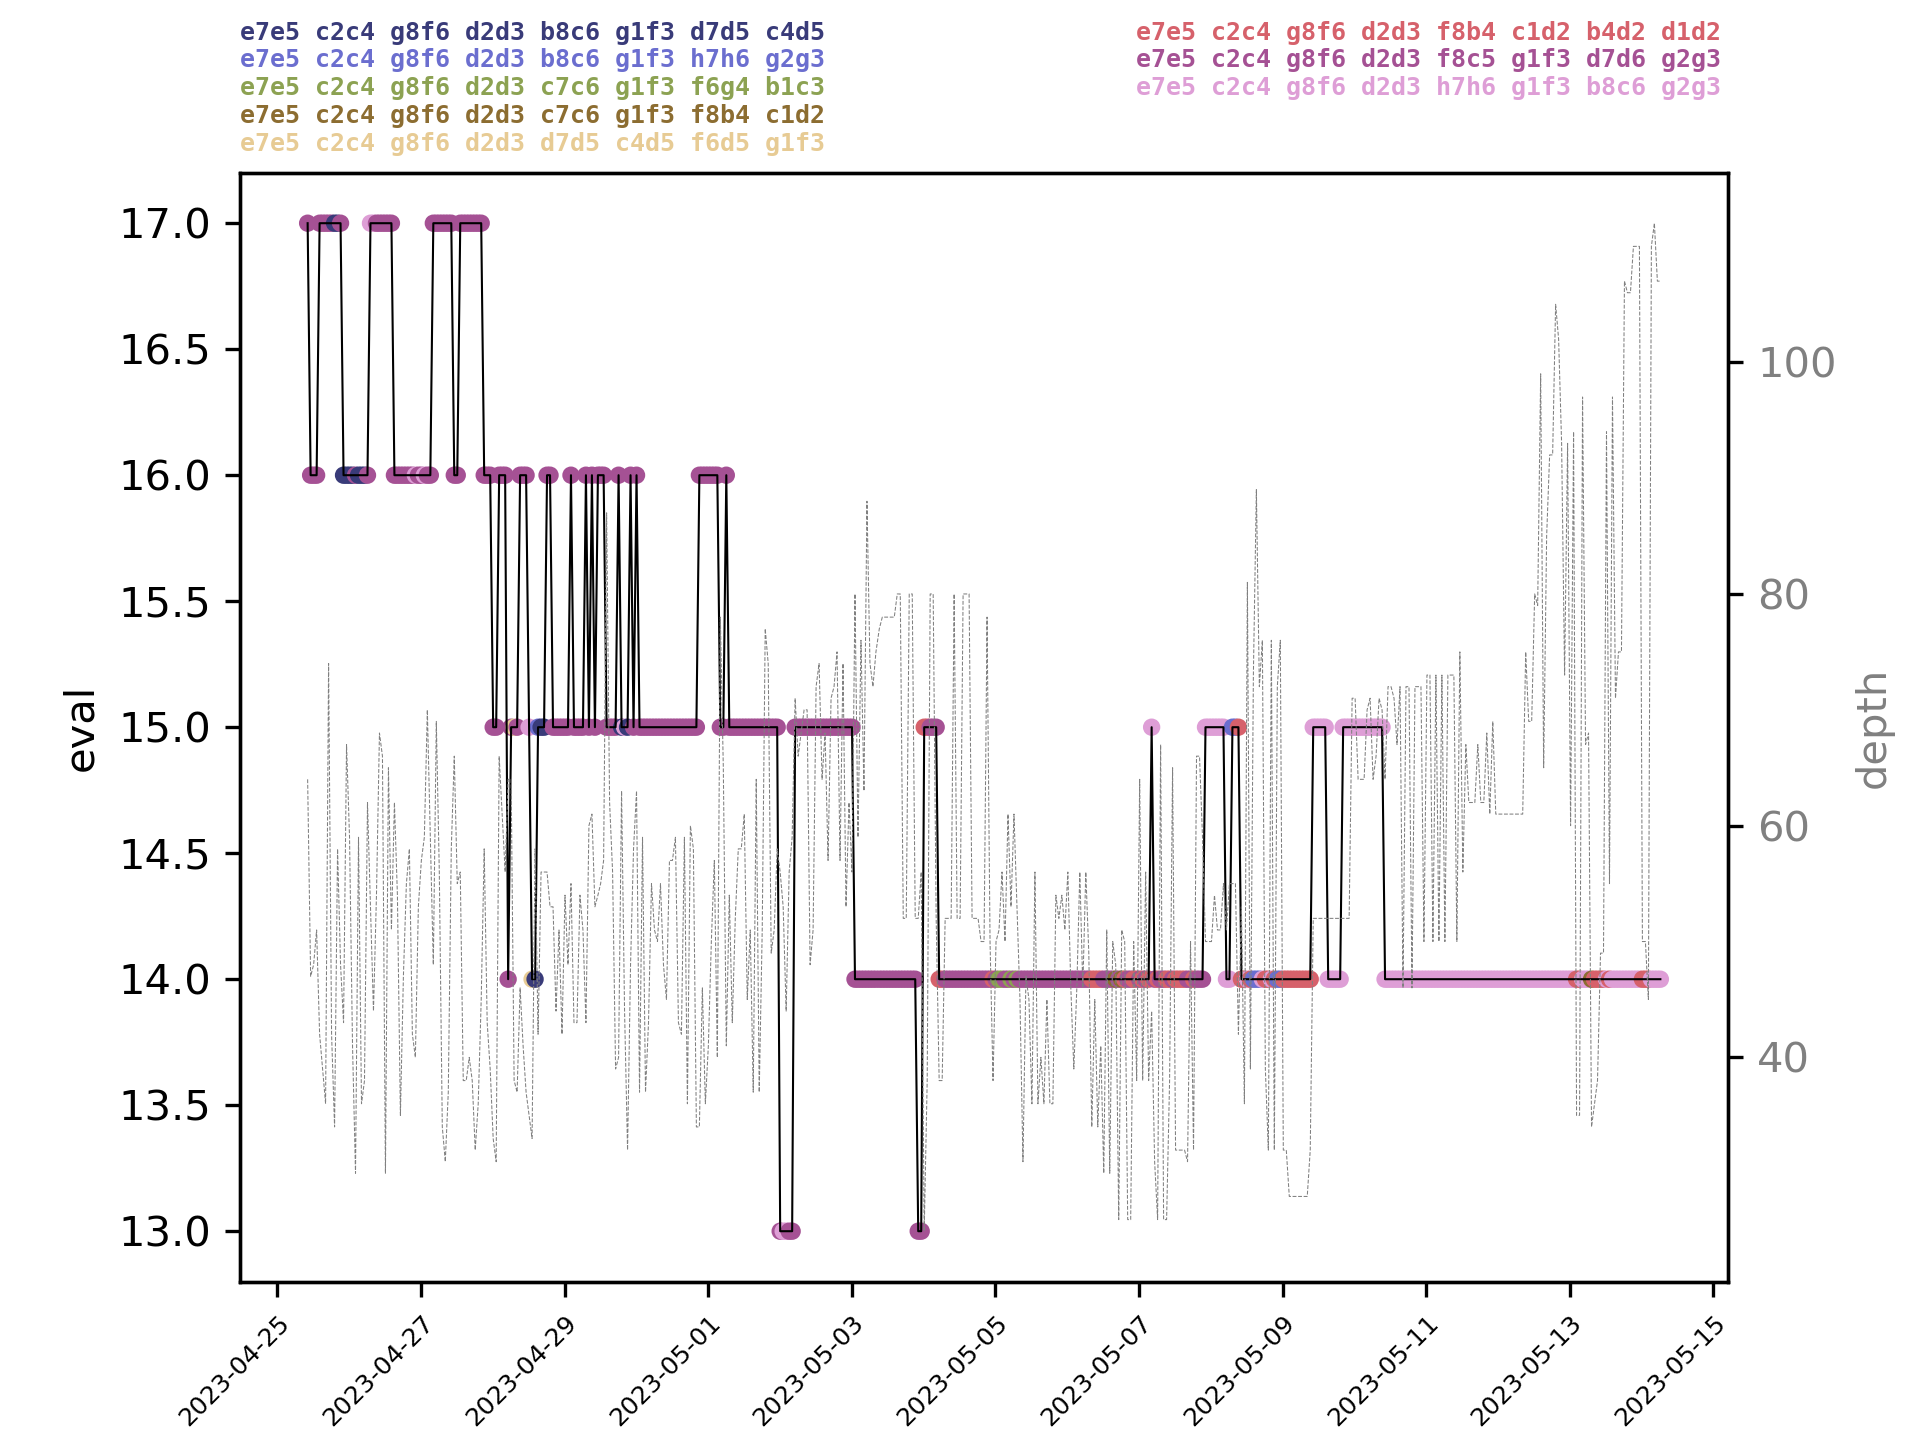 e7e5 c2c4 g8f6 d2d3 b8c6 g1f3 d7d5 c4d5
e7e5 c2c4 g8f6 d2d3 b8c6 g1f3 h7h6 g2g3
e7e5 c2c4 g8f6 d2d3 c7c6 g1f3 f6g4 b1c3
e7e5 c2c4 g8f6 d2d3 c7c6 g1f3 f8b4 c1d2
e7e5 c2c4 g8f6 d2d3 d7d5 c4d5 f6d5 g1f3
e7e5 c2c4 g8f6 d2d3 f8b4 c1d2 b4d2 d1d2
e7e5 c2c4 g8f6 d2d3 f8c5 g1f3 d7d6 g2g3
e7e5 c2c4 g8f6 d2d3 h7h6 g1f3 b8c6 g2g3
17.0
16.5
16.0
15.5
15.0
14.5
14.0
13.5
13.0
eval
100
80
60
40
depth
2023-04-25
2023-04-27
2023-04-29
2023-05-01
2023-05-03
2023-05-05
2023-05-07
2023-05-09
2023-05-11
2023-05-13
2023-05-15